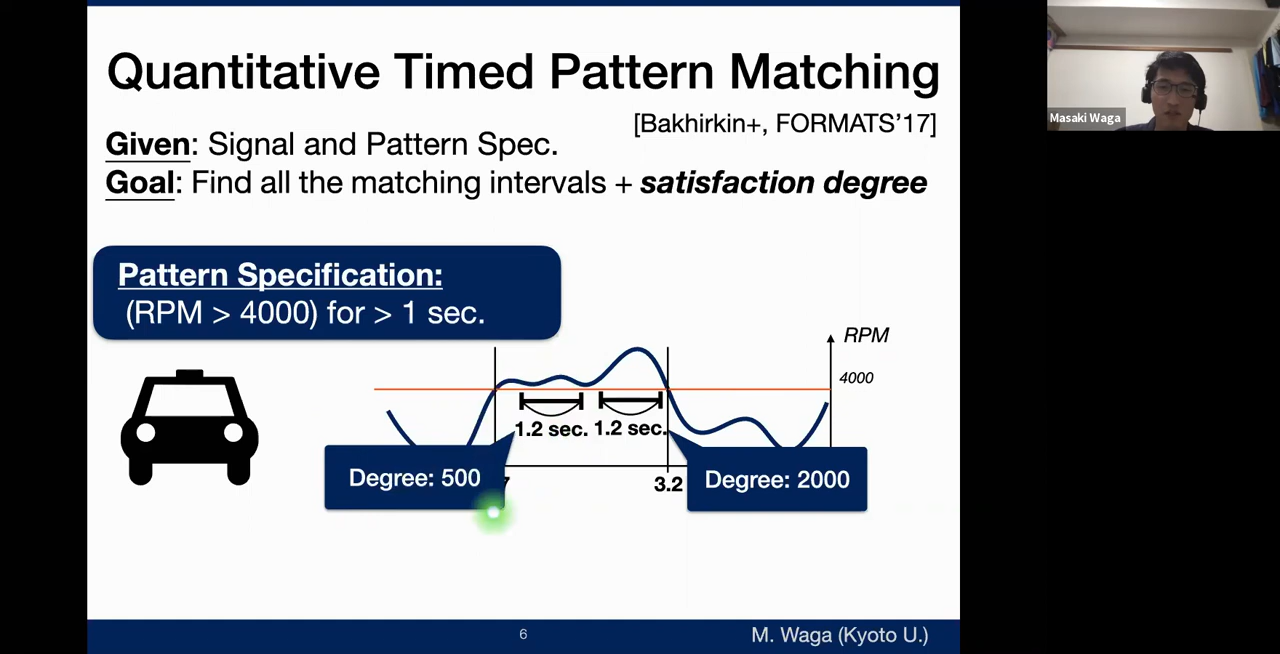 Quantitative Timed Pattern Matching
[Bakhirkin+, FORMATS'17]
Given: Signal and Pattern Spec.
Goal: Find all the matching intervals + satisfaction degree
Pattern Specification:
(RPM > 4000) for > 1 sec.
RPM
4000
1.2 sec. 1.2 sec.
Degree: 500
7
3.2
Degree: 2000
6
M. Waga (Kyoto U.)
Masaki Waga